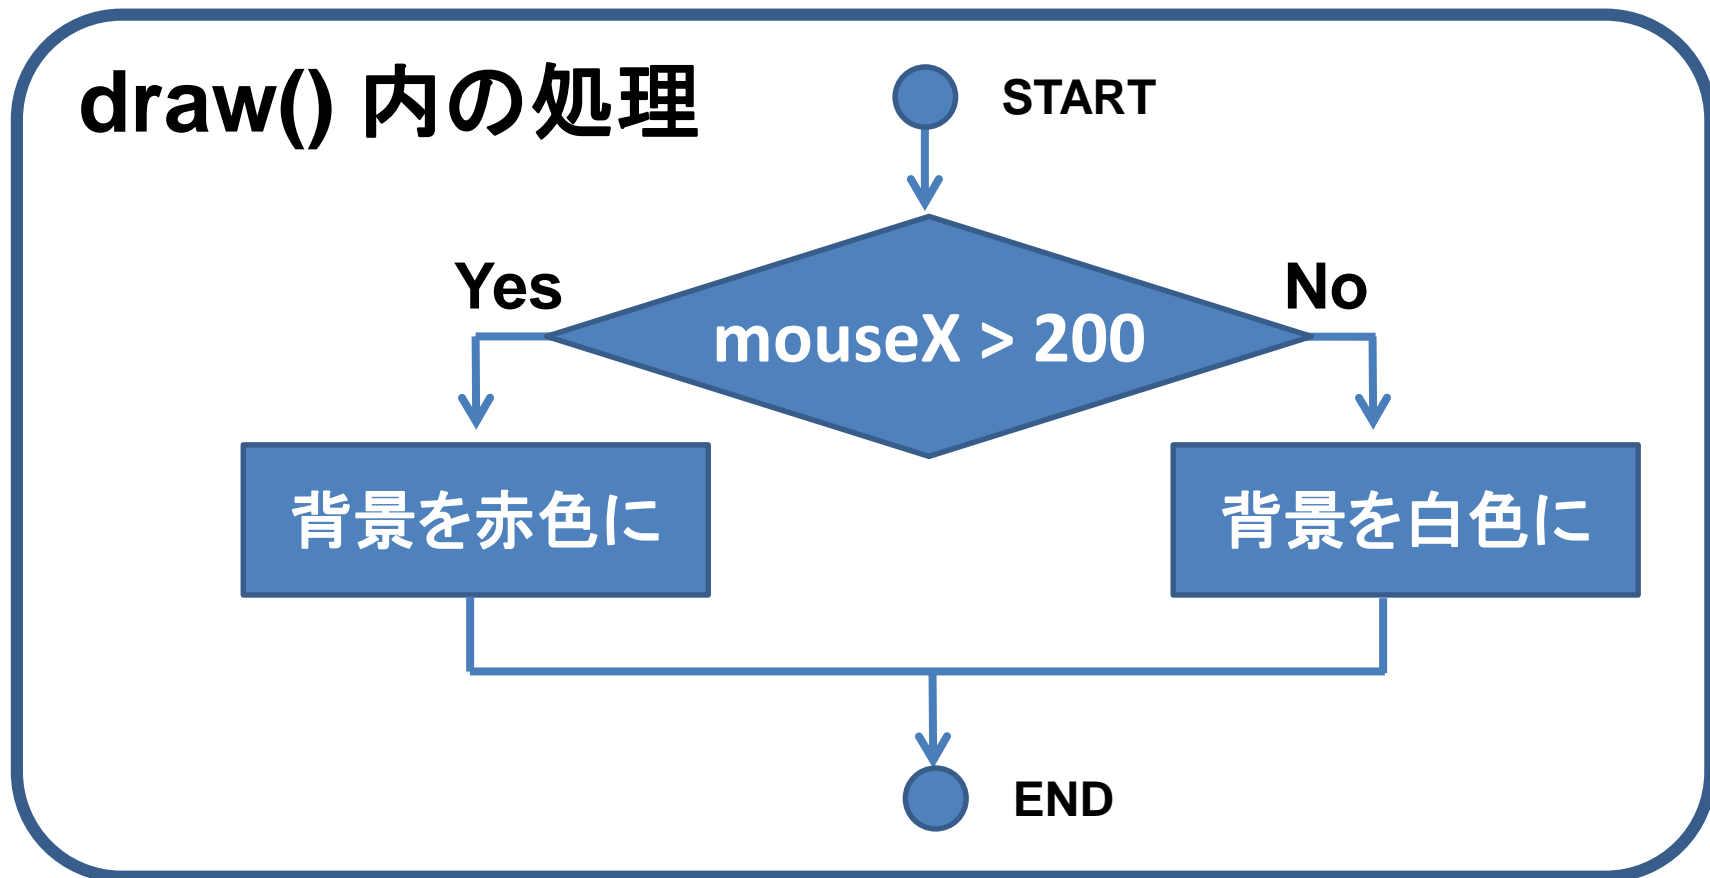 draw() 内の処理
START
Yes
No
mouseX > 200
背景を赤色に
背景を白色に
END